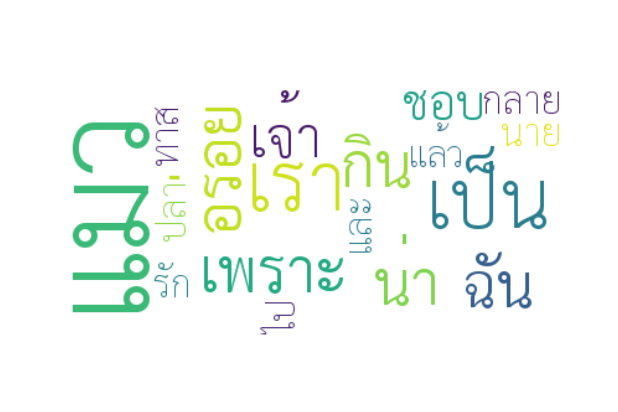 แมว
ทาส
ปลา
รัก
อร่อย
เจ้า
เรา
เพราะ
ไป
กิน
และ
น่า
ชอบ
กลาย
นาย
แล้ว
เป็น
ฉัน